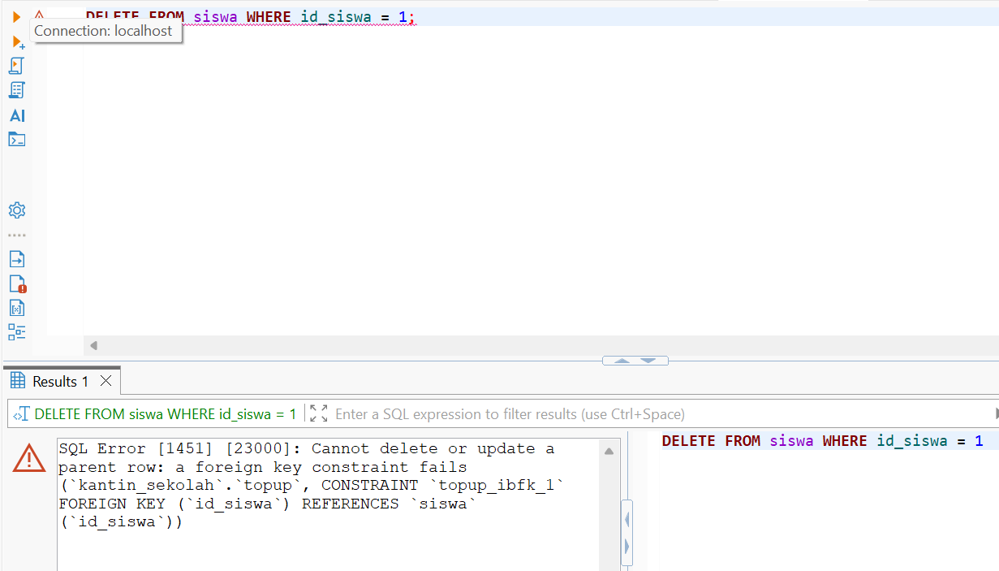 DELETE FROM siswa WHERE id_siswa = 1;
Connection: localhost
AI
Results 1
DELETE FROM siswa WHERE id_siswa = 1
Enter a SQL expression to filter results (use Ctrl+Space)
SQL Error [1451] [23000]: Cannot delete or update a
parent row: a foreign key constraint fails
(`kantin_sekolah`.`topup`, CONSTRAINT `topup_ibfk_1`
FOREIGN KEY (`id_siswa`) REFERENCES `siswa`
(`id_siswa`))
DELETE FROM siswa WHERE id_siswa = 1